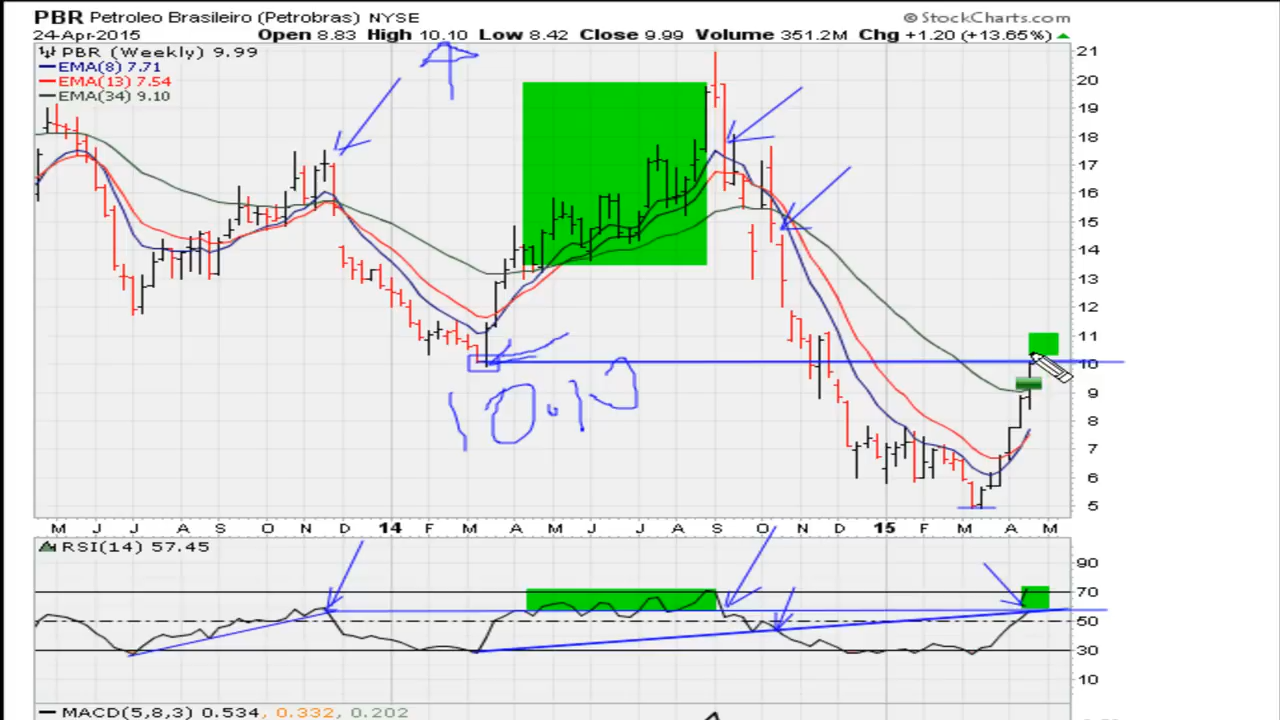 PBR Petroleo Brasileiro (Petrobras) NYSE © StockCharts.com
24-Apr-2015 Open 8.83 High 10.10 Low 8.42 Close 9.99 Volume 351.2M Chg +1.20 (+13.65%)
PBR (Weekly) 9.99
EMA(8) 7.71
EMA(13) 7.54
EMA(34) 9.10
21
20
19
18
17
16
15
14
13
12
11
10
9
8
7
6
5
10.10
M J J A S O N D 14 F M A M J J A S O N D 15 F M A M
RSI(14) 57.45
90
70
50
30
10
MACD(5,8,3) 0.534, 0.332, 0.202